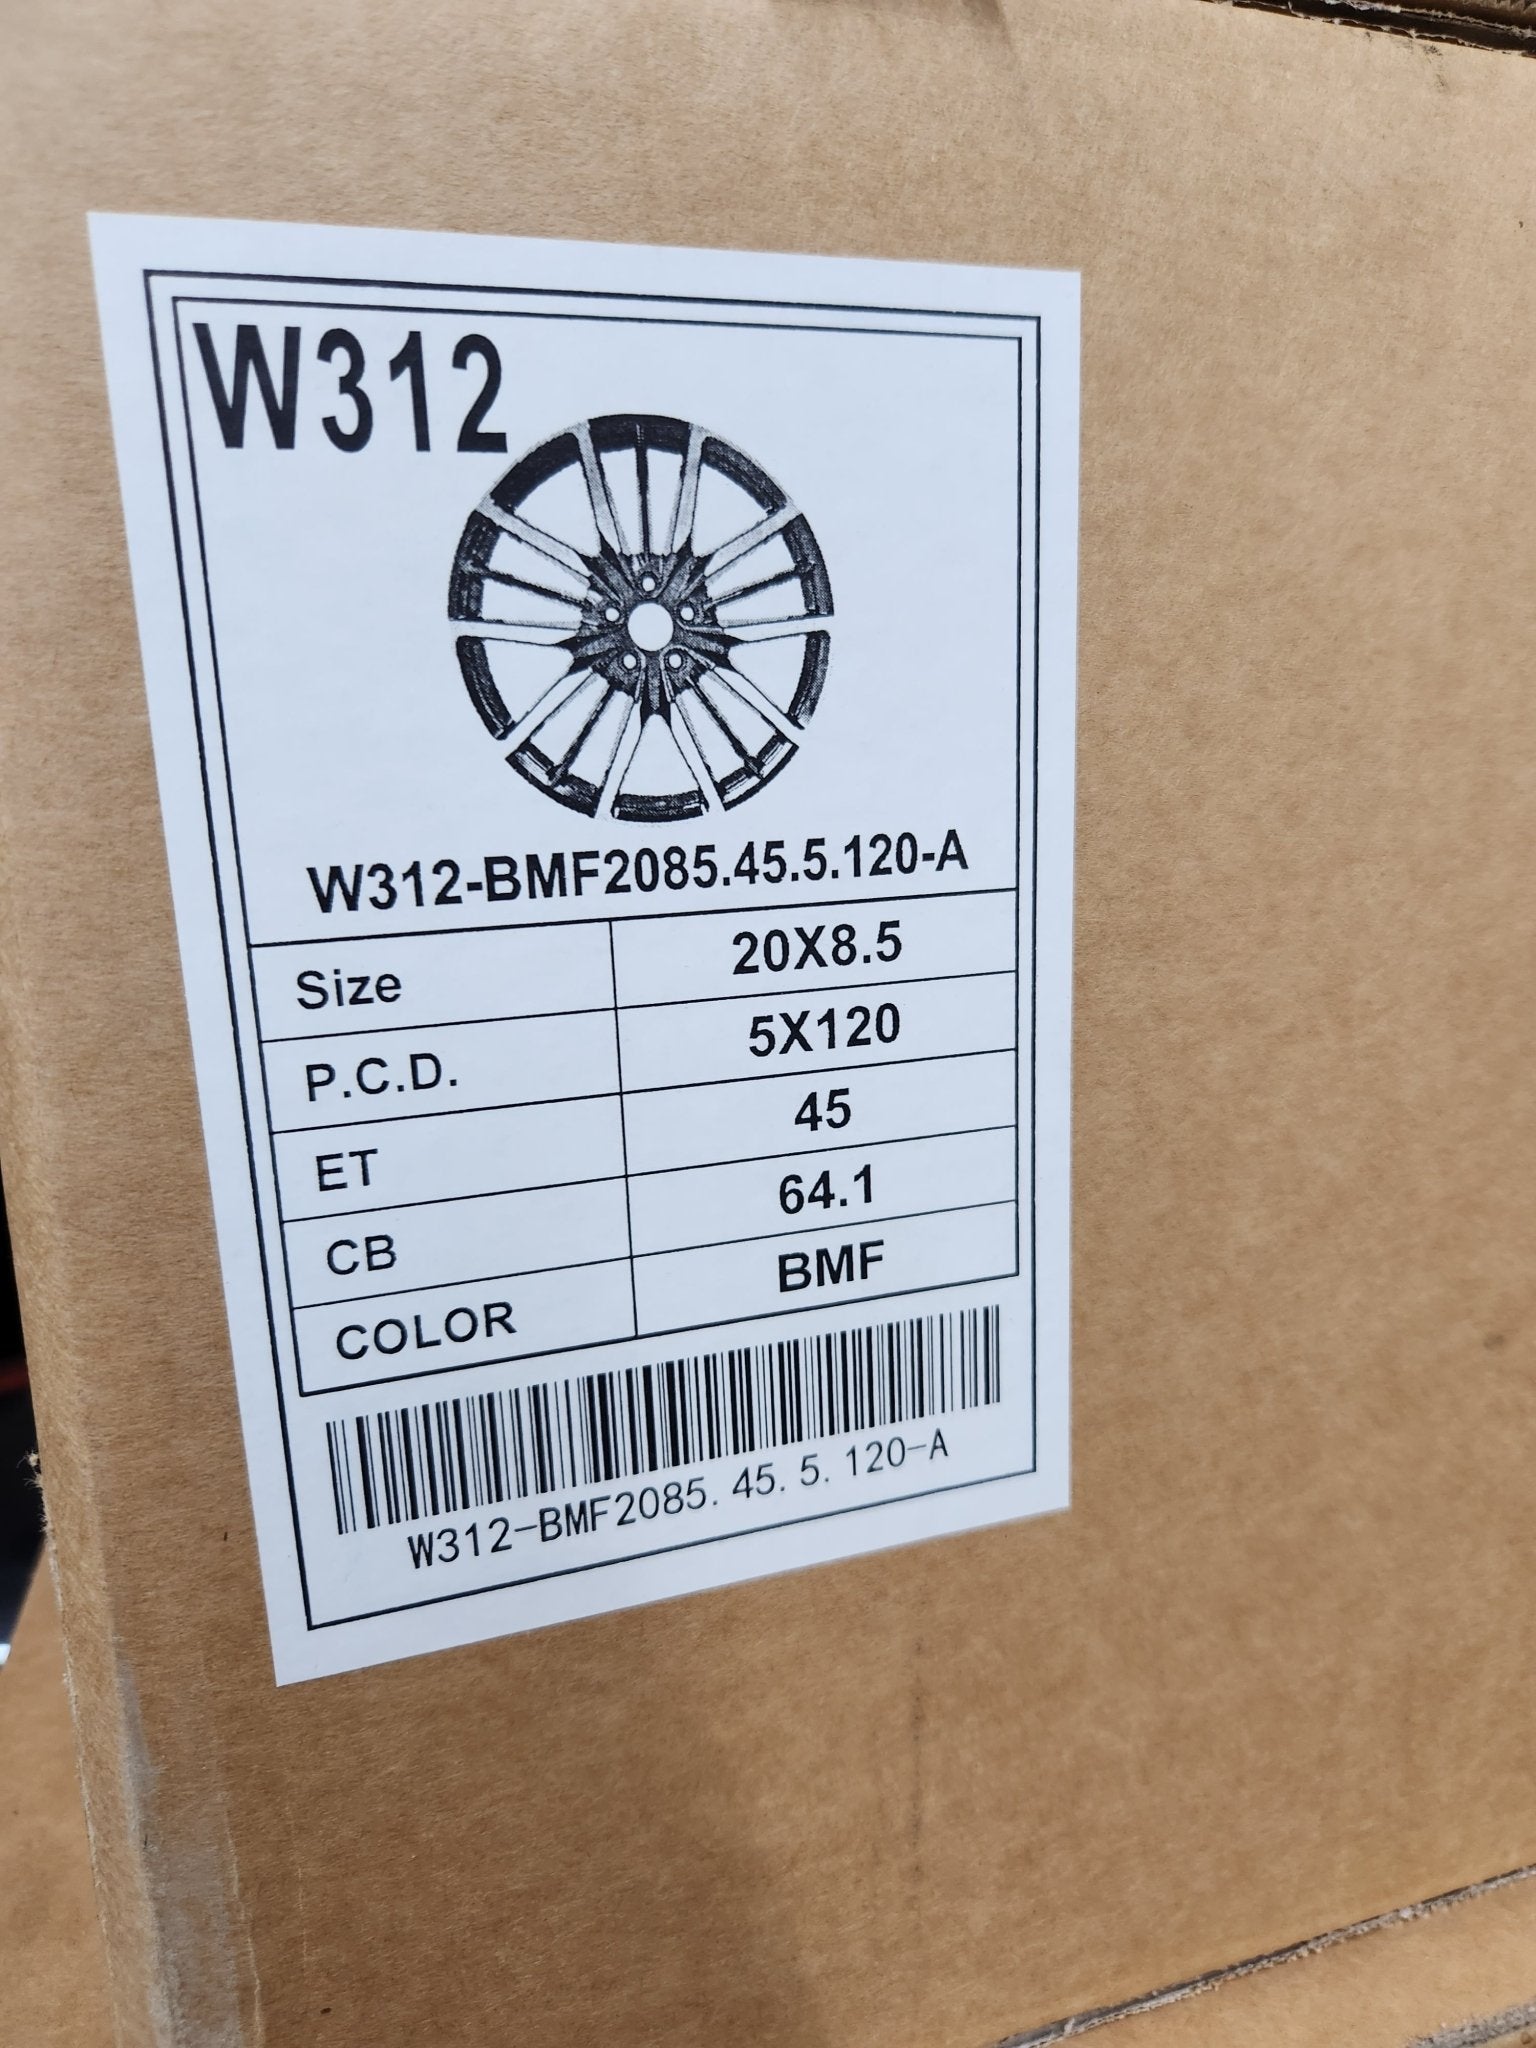 W312
W312-BMF2085.45.5.120-A
Size 20X8.5
P.C.D. 5X120
ET 45
CB 64.1
COLOR BMF
W312-BMF2085.45.5.120-A